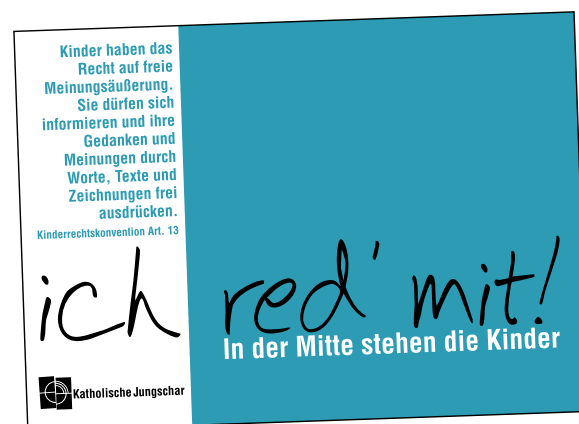 Kinder haben das
Recht auf freie
Meinungsäußerung.
Sie dürfen sich
informieren und ihre
Gedanken und
Meinungen durch
Worte, Texte und
Zeichnungen frei
ausdrücken.
Kinderrechtskonvention Art. 13
ich red' mit!
In der Mitte stehen die Kinder
Katholische Jungschar